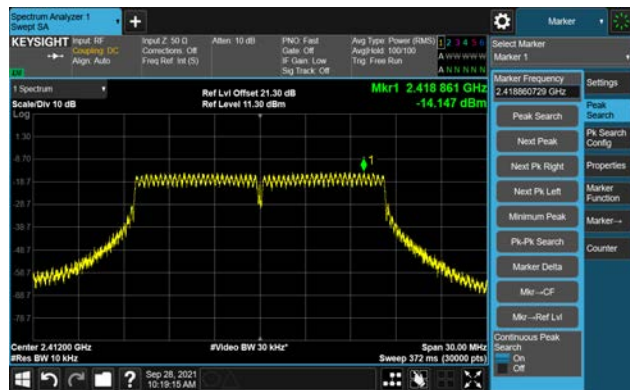 Spectrum Analyzer 1
Swept SA
Marker
KEYSIGHT
Input: RF
Coupling: DC
Align: Auto
Input Z: 50 Ω
Corrections: Off
Freq Ref: Int (S)
Atten: 10 dB
PNO: Fast
Gate: Off
IF Gain: Low
Sig Track: Off
Avg Type: Power (RMS)
Avg|Hold: 100/100
Trig: Free Run
1 2 3 4 5 6
A W W W W W
A N N N N N
Select Marker
Marker 1
1 Spectrum
Scale/Div 10 dB
Log
Ref Lvl Offset 21.30 dB
Ref Level 11.30 dBm
Mkr1 2.418 861 GHz
-14.147 dBm
Marker Frequency
2.418860729 GHz
Peak Search
Next Peak
Next Pk Right
Next Pk Left
Minimum Peak
Pk-Pk Search
Marker Delta
Mkr→CF
Mkr→Ref Lvl
Continuous Peak
Search
On
Off
Settings
Peak
Search
Pk Search
Config
Properties
Marker
Function
Marker→
Counter
1
1.30
-8.70
-18.7
-28.7
-38.7
-48.7
-58.7
-68.7
-78.7
Center 2.41200 GHz
#Res BW 10 kHz
#Video BW 30 kHz*
Span 30.00 MHz
Sweep 372 ms (30000 pts)
?
Sep 28, 2021
10:19:15 AM